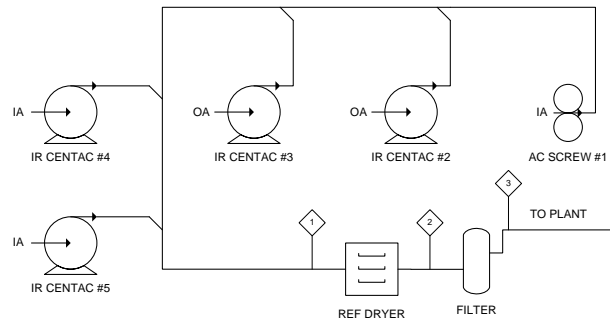 IA
IR CENTAC #4
OA
IR CENTAC #3
OA
IR CENTAC #2
IA
AC SCREW #1
3
IA
IR CENTAC #5
1
2
TO PLANT
REF DRYER
FILTER